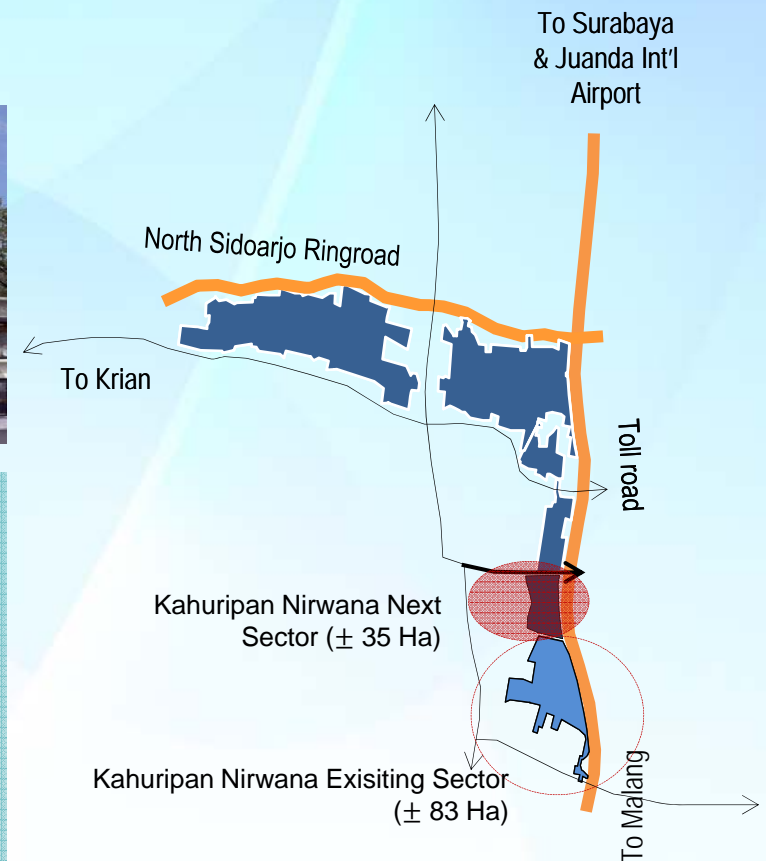 To Surabaya
& Juanda Int'l
Airport
North Sidoarjo Ringroad
To Krian
Toll road
Kahuripan Nirwana Next
Sector (± 35 Ha)
Kahuripan Nirwana Exisiting Sector
(± 83 Ha)
To Malang